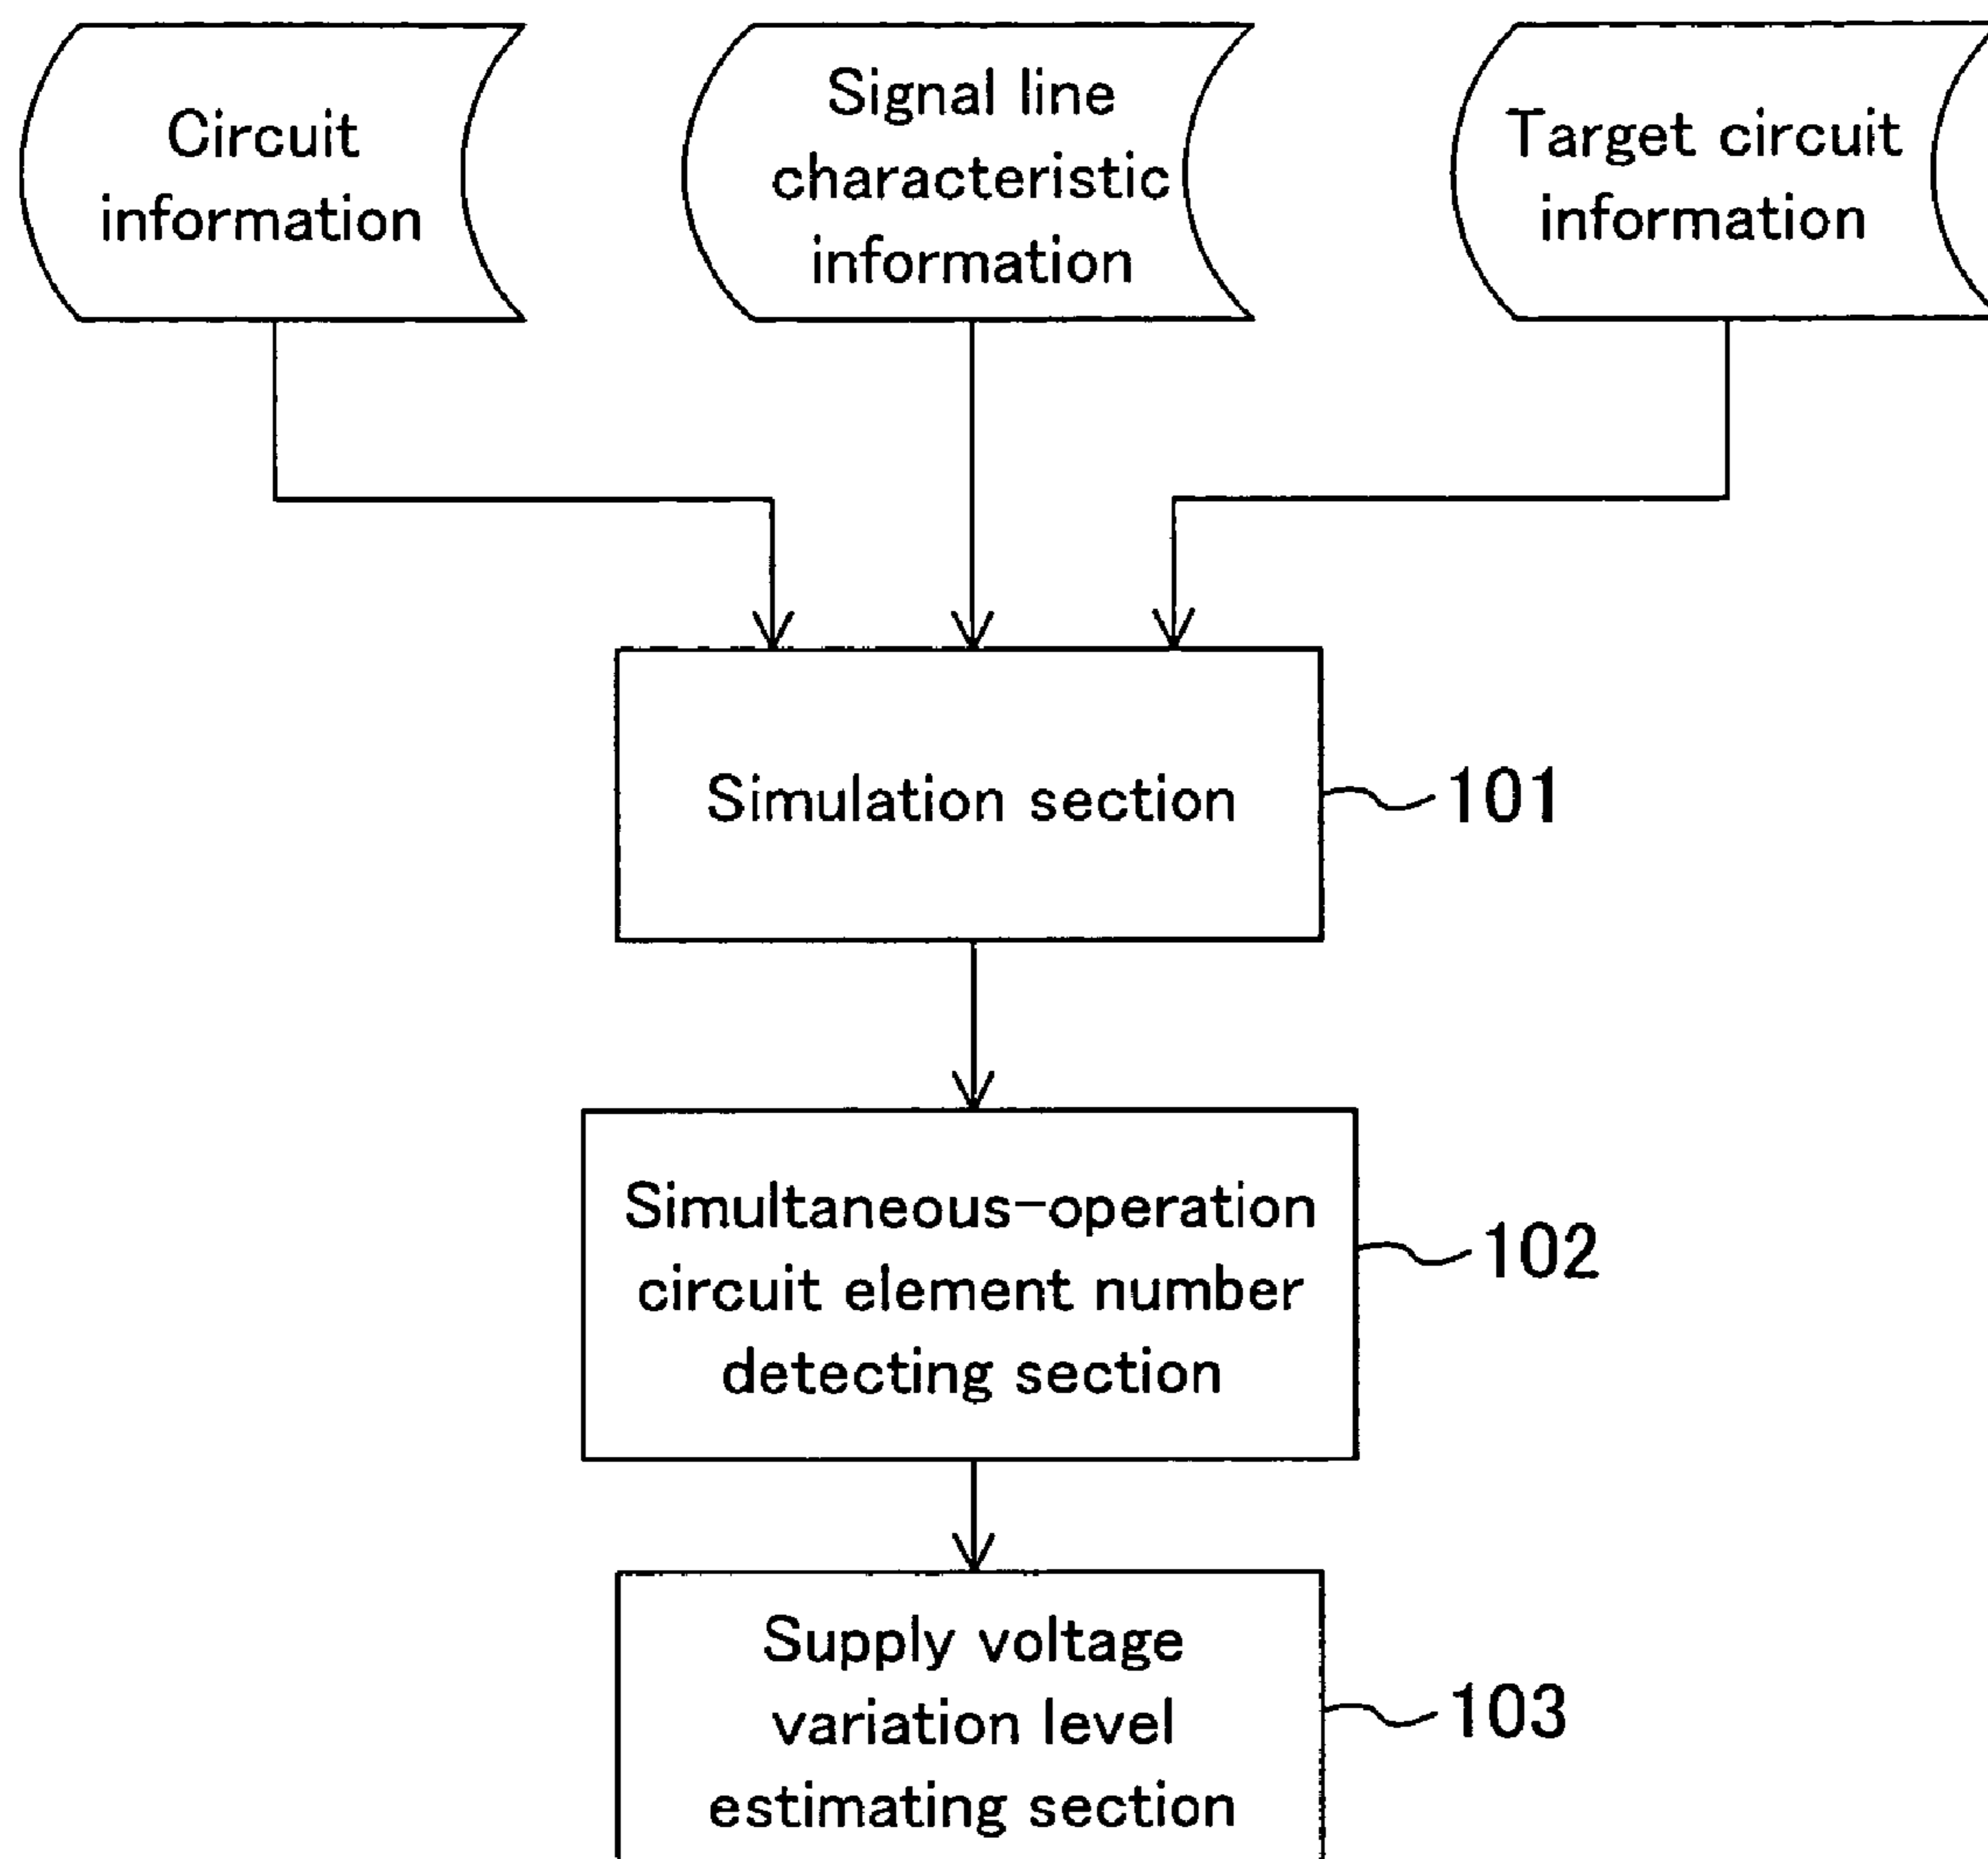 Circuit
information
Signal line
characteristic
information
Target circuit
information
Simulation section
101
Simultaneous-operation
circuit element number
detecting section
102
Supply voltage
variation level
estimating section
103